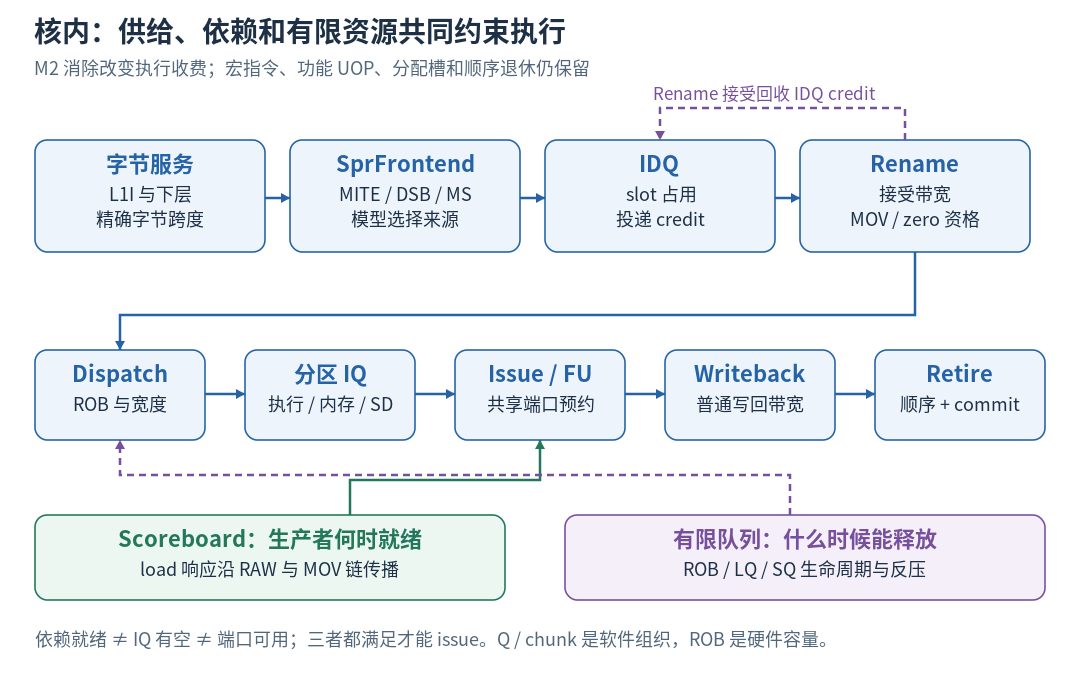 核内：供给、依赖和有限资源共同约束执行
M2 消除改变执行收费；宏指令、功能 UOP、分配槽和顺序退休仍保留
Rename 接受回收 IDQ credit
字节服务
L1I 与下层
精确字节跨度
SprFrontend
MITE / DSB / MS
模型选择来源
IDQ
slot 占用
投递 credit
Rename
接受带宽
MOV / zero 资格
Dispatch
ROB 与宽度
分区 IQ
执行 / 内存 / SD
Issue / FU
共享端口预约
Writeback
普通写回带宽
Retire
顺序 + commit
Scoreboard：生产者何时就绪
load 响应沿 RAW 与 MOV 链传播
有限队列：什么时候能释放
ROB / LQ / SQ 生命周期与反压
依赖就绪 ≠ IQ 有空 ≠ 端口可用；三者都满足才能 issue。Q / chunk 是软件组织，ROB 是硬件容量。